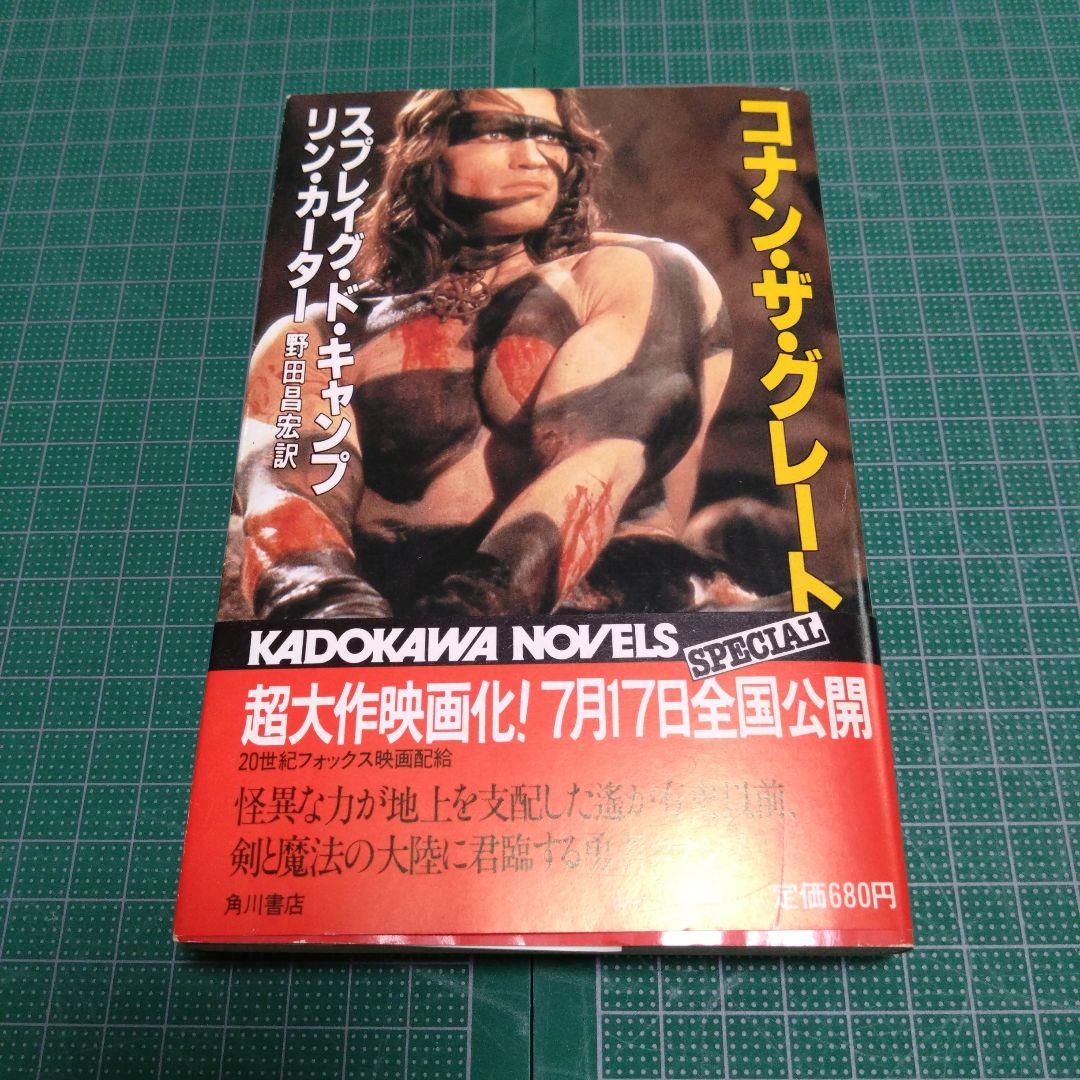 コナン・ザ・グレート
スプレイグ・ド・キャンプ
リン・カーター
野田昌宏訳
KADOKAWA NOVELS
SPECIAL
超大作映画化! 7月17日全国公開
20世紀フォックス映画配給
怪異な力が地上を支配した遙か有史以前、
剣と魔法の大陸に君臨する
角川書店
定価680円